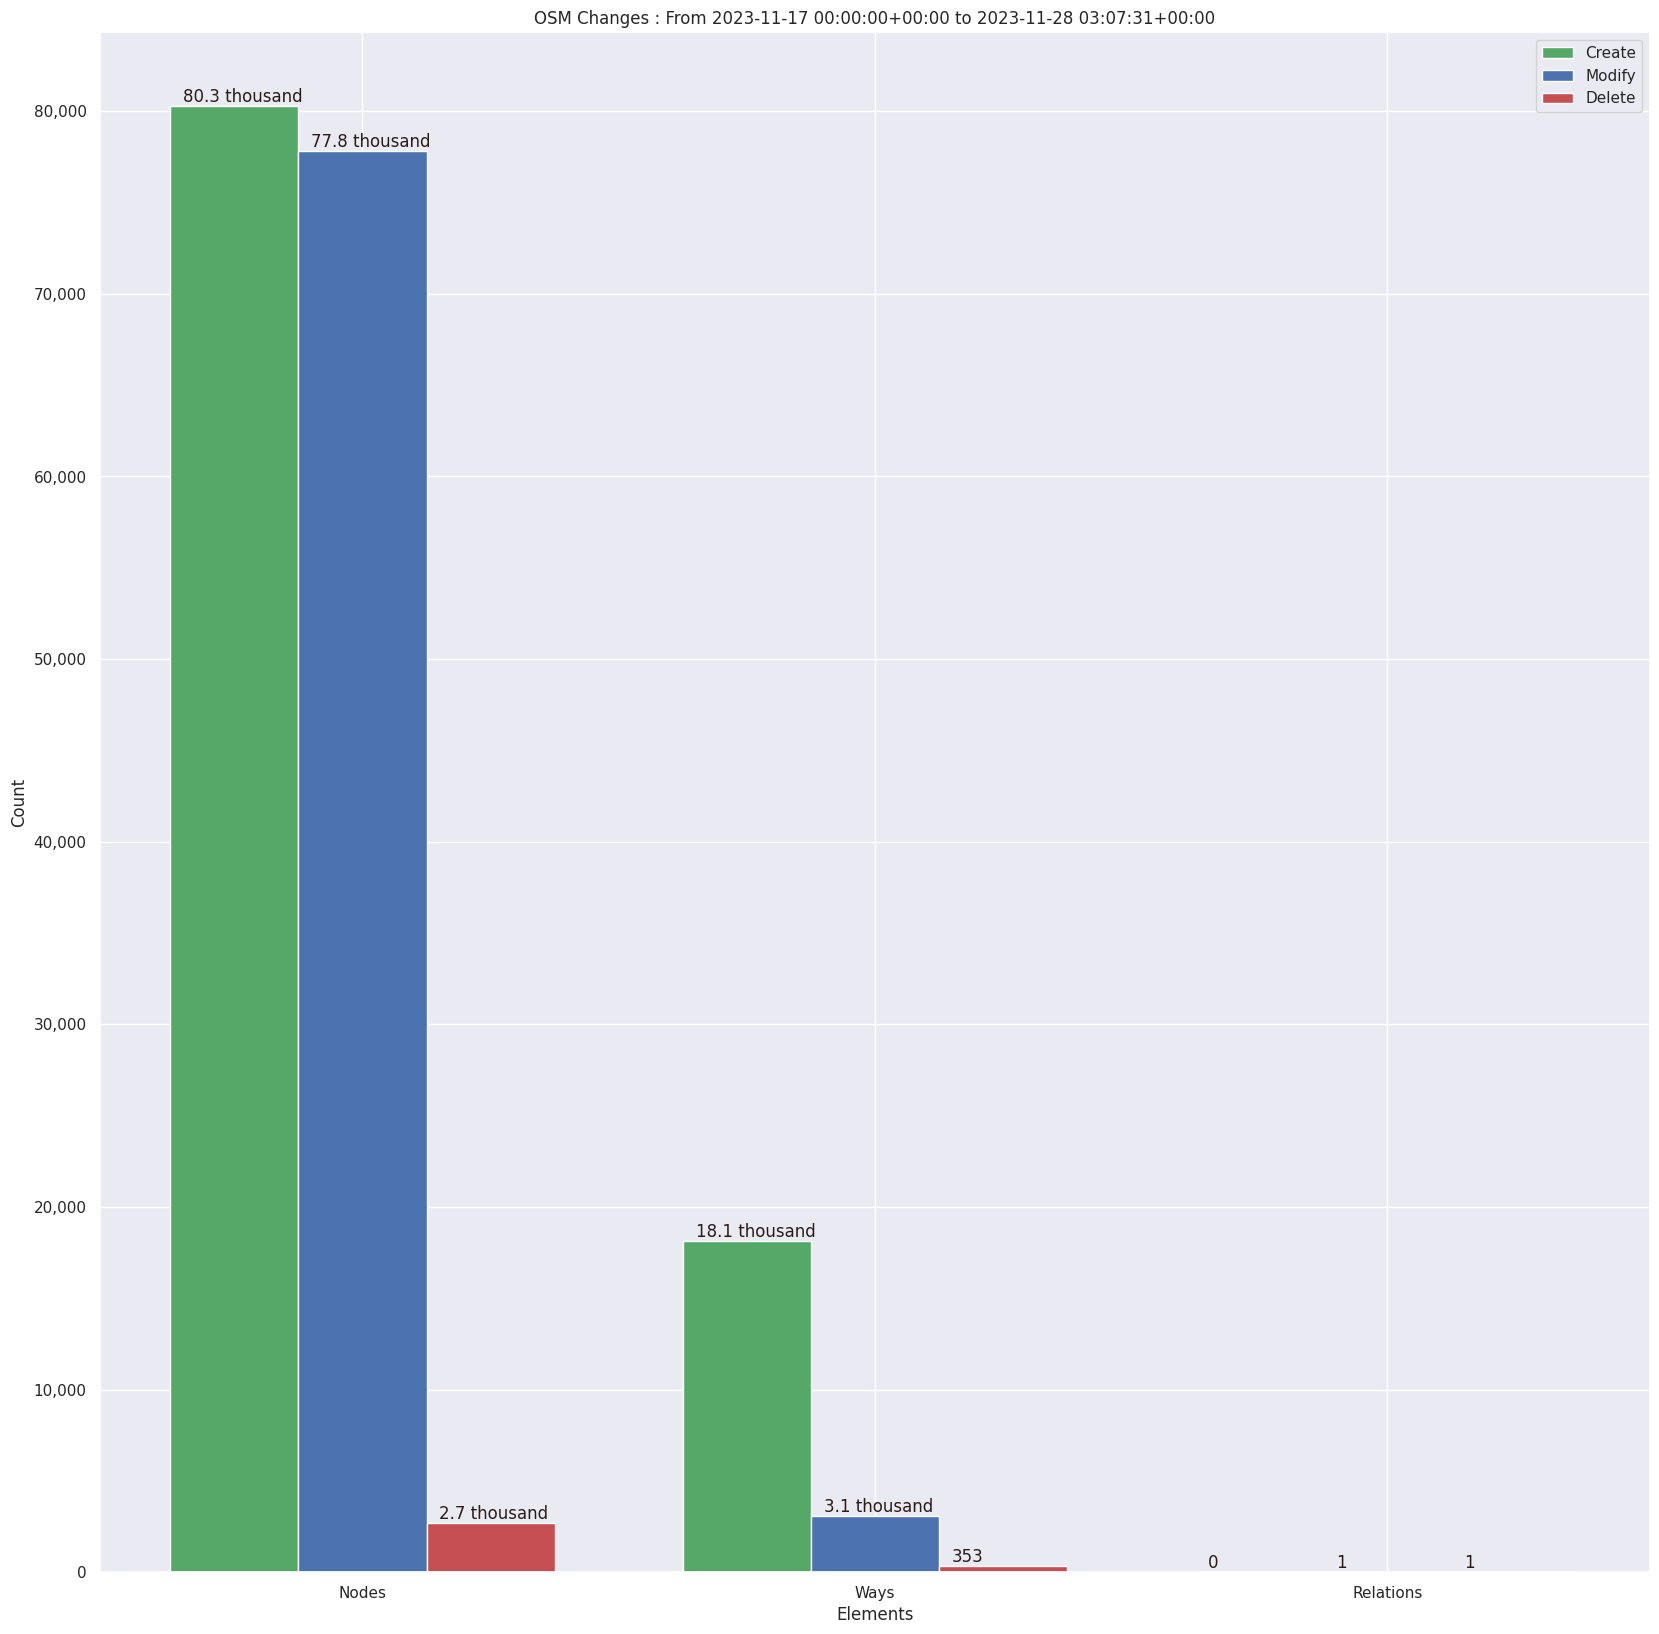 OSM Changes : From 2023-11-17 00:00:00+00:00 to 2023-11-28 03:07:31+00:00
Create
Modify
Delete
80.3 thousand
77.8 thousand
2.7 thousand
18.1 thousand
3.1 thousand
353
0
1
1
80,000
70,000
60,000
50,000
40,000
30,000
20,000
10,000
0
Count
Nodes
Ways
Relations
Elements